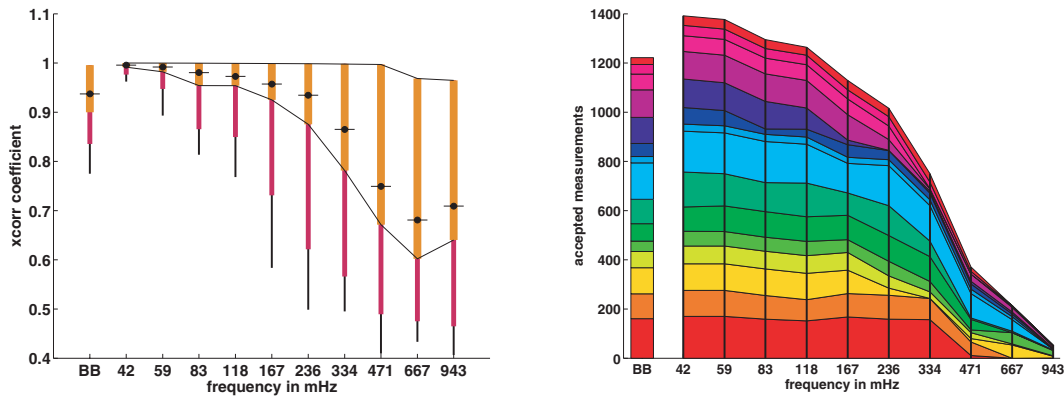 1.1
1
0.9
0.8
0.7
0.6
0.5
0.4
xcorr coefficient
BB 42 59 83 118 167 236 334 471 667 943
frequency in mHz
1400
1200
1000
800
600
400
200
0
accepted measurements
BB 42 59 83 118 167 236 334 471 667 943
frequency in mHz